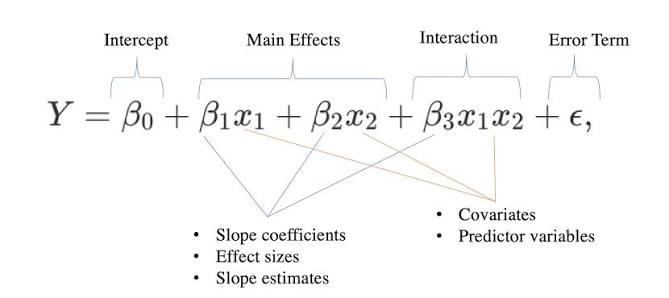 Intercept Main Effects Interaction Error Term
Y = β₀ + β₁x₁ + β₂x₂ + β₃x₁x₂ + ϵ,
• Slope coefficients
• Effect sizes
• Slope estimates
• Covariates
• Predictor variables